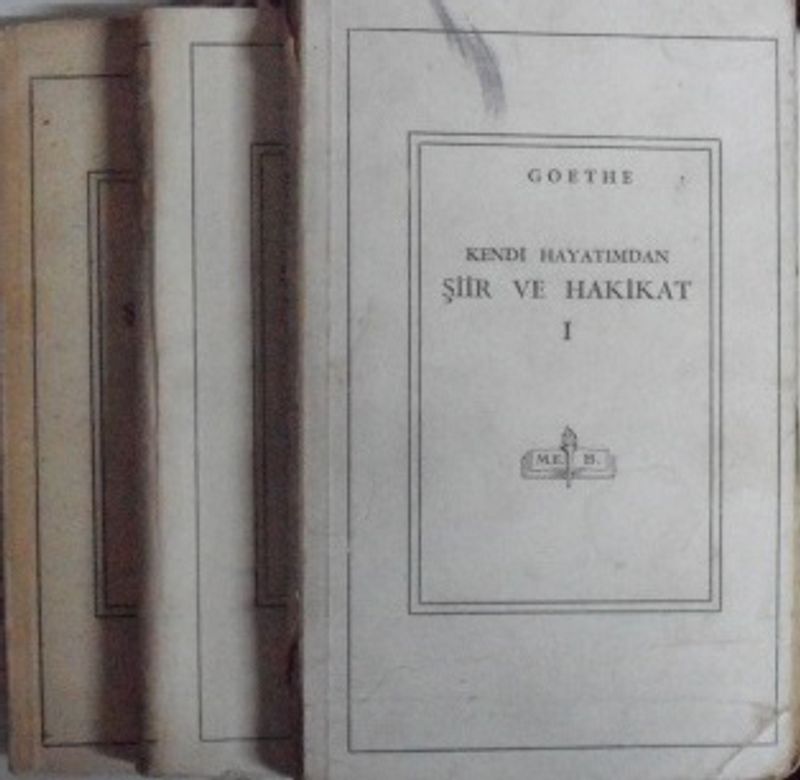 GOETHE
KENDİ HAYATIMDAN
ŞİİR VE HAKİKAT
I
M.E. B.